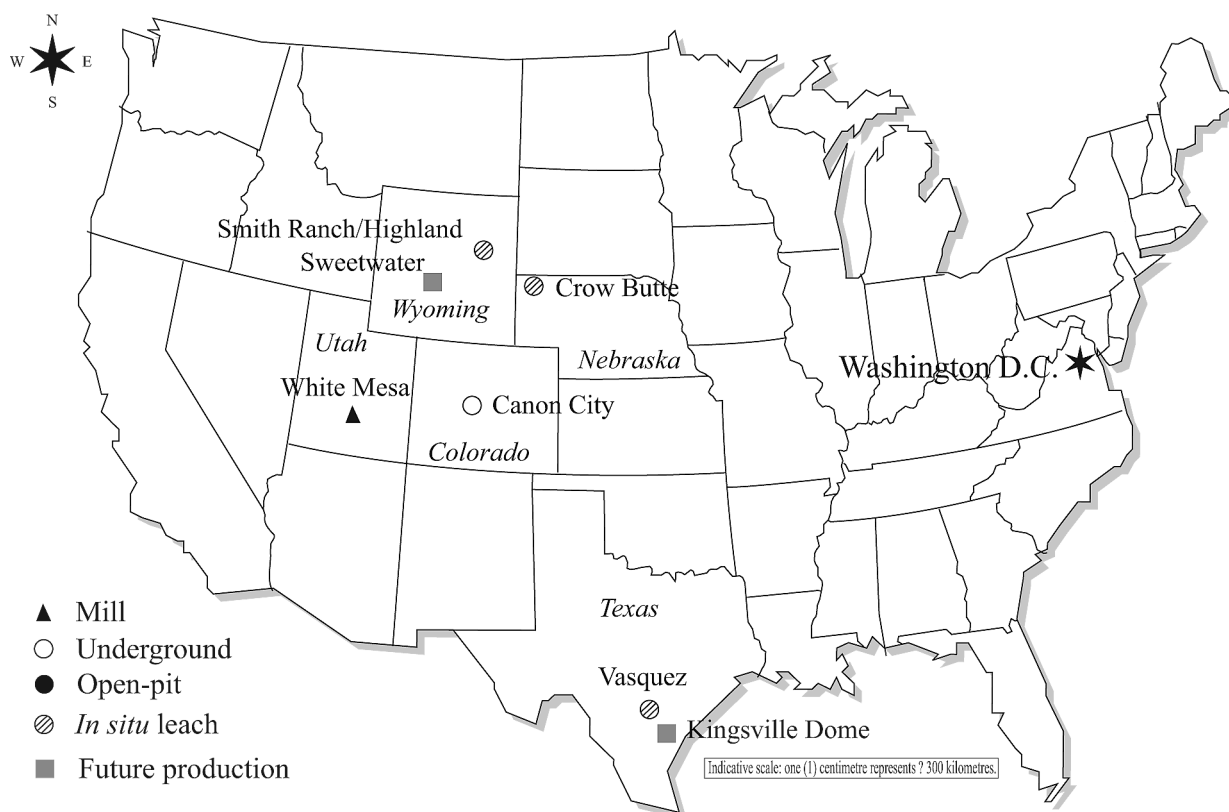 N
W E
S
Smith Ranch/Highland
Sweetwater
Crow Butte
Wyoming
Utah
Nebraska
Washington D.C.
White Mesa
Canon City
Colorado
Texas
Mill
Underground
Vasquez
Open-pit
In situ leach
Kingsville Dome
Future production
Indicative scale: one (1) centimetre represents ? 300 kilometres.